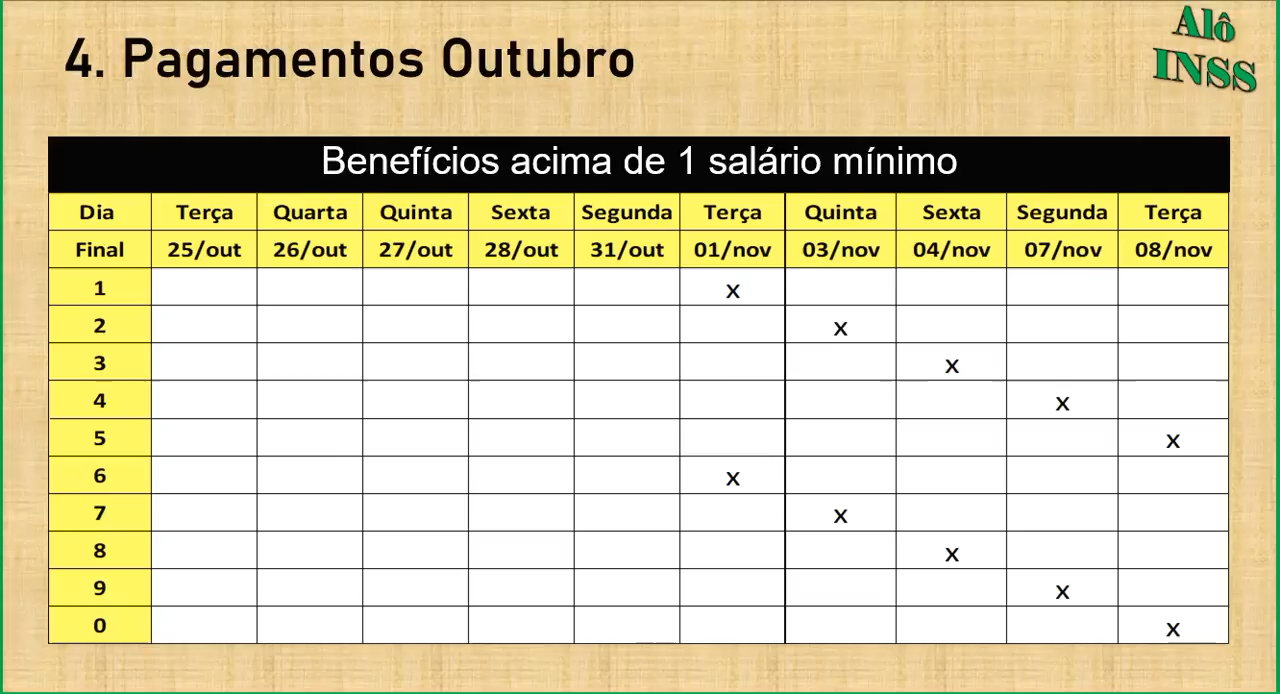 4. Pagamentos Outubro
Alô
INSS
Benefícios acima de 1 salário mínimo
Dia Terça Quarta Quinta Sexta Segunda Terça Quinta Sexta Segunda Terça
Final 25/out 26/out 27/out 28/out 31/out 01/nov 03/nov 04/nov 07/nov 08/nov
1 x
2 x
3 x
4 x
5 x
6 x
7 x
8 x
9 x
0 x